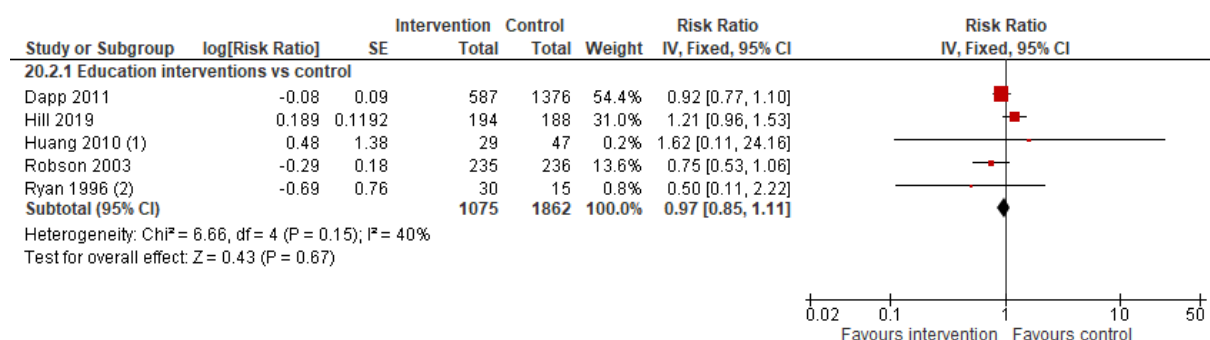 Intervention Control Risk Ratio Risk Ratio
Study or Subgroup log[Risk Ratio] SE Total Total Weight IV, Fixed, 95% CI IV, Fixed, 95% CI
20.2.1 Education interventions vs control
Dapp 2011 -0.08 0.09 587 1376 54.4% 0.92 [0.77, 1.10]
Hill 2019 0.189 0.1192 194 188 31.0% 1.21 [0.96, 1.53]
Huang 2010 (1) 0.48 1.38 29 47 0.2% 1.62 [0.11, 24.16]
Robson 2003 -0.29 0.18 235 236 13.6% 0.75 [0.53, 1.06]
Ryan 1996 (2) -0.69 0.76 30 15 0.8% 0.50 [0.11, 2.22]
Subtotal (95% CI) 1075 1862 100.0% 0.97 [0.85, 1.11]
Heterogeneity: Chi² = 6.66, df = 4 (P = 0.15); I² = 40%
Test for overall effect: Z = 0.43 (P = 0.67)
0.02 0.1 1 10 50
Favours intervention Favours control